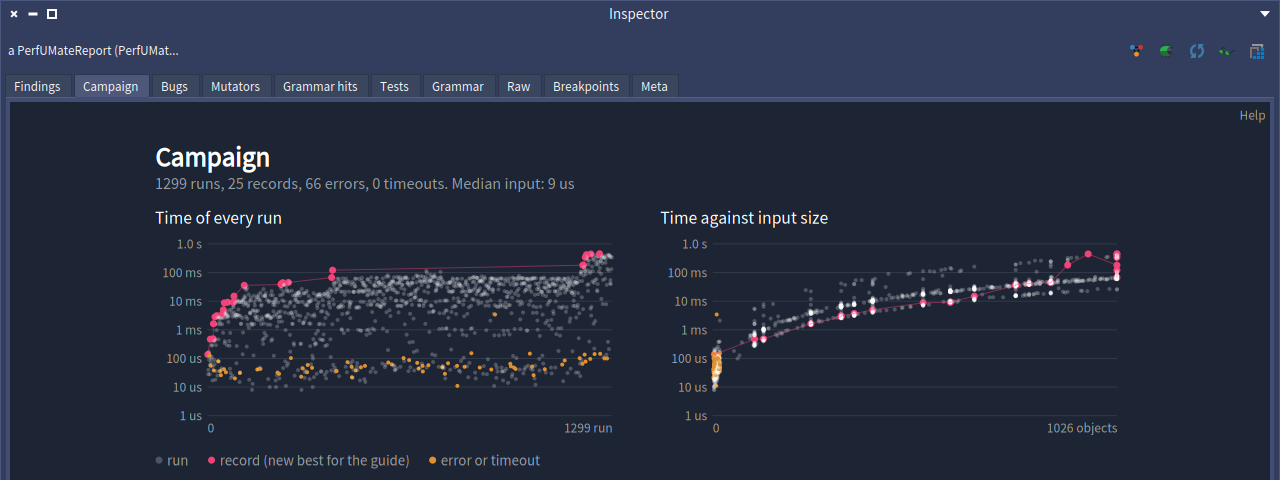 Inspector
a PerfUMateReport (PerfUMat...
Findings Campaign Bugs Mutators Grammar hits Tests Grammar Raw Breakpoints Meta
Help
Campaign
1299 runs, 25 records, 66 errors, 0 timeouts. Median input: 9 us
Time of every run
1.0 s
100 ms
10 ms
1 ms
100 us
10 us
1 us
0 1299 run
Time against input size
1.0 s
100 ms
10 ms
1 ms
100 us
10 us
1 us
0 1026 objects
run record (new best for the guide) error or timeout